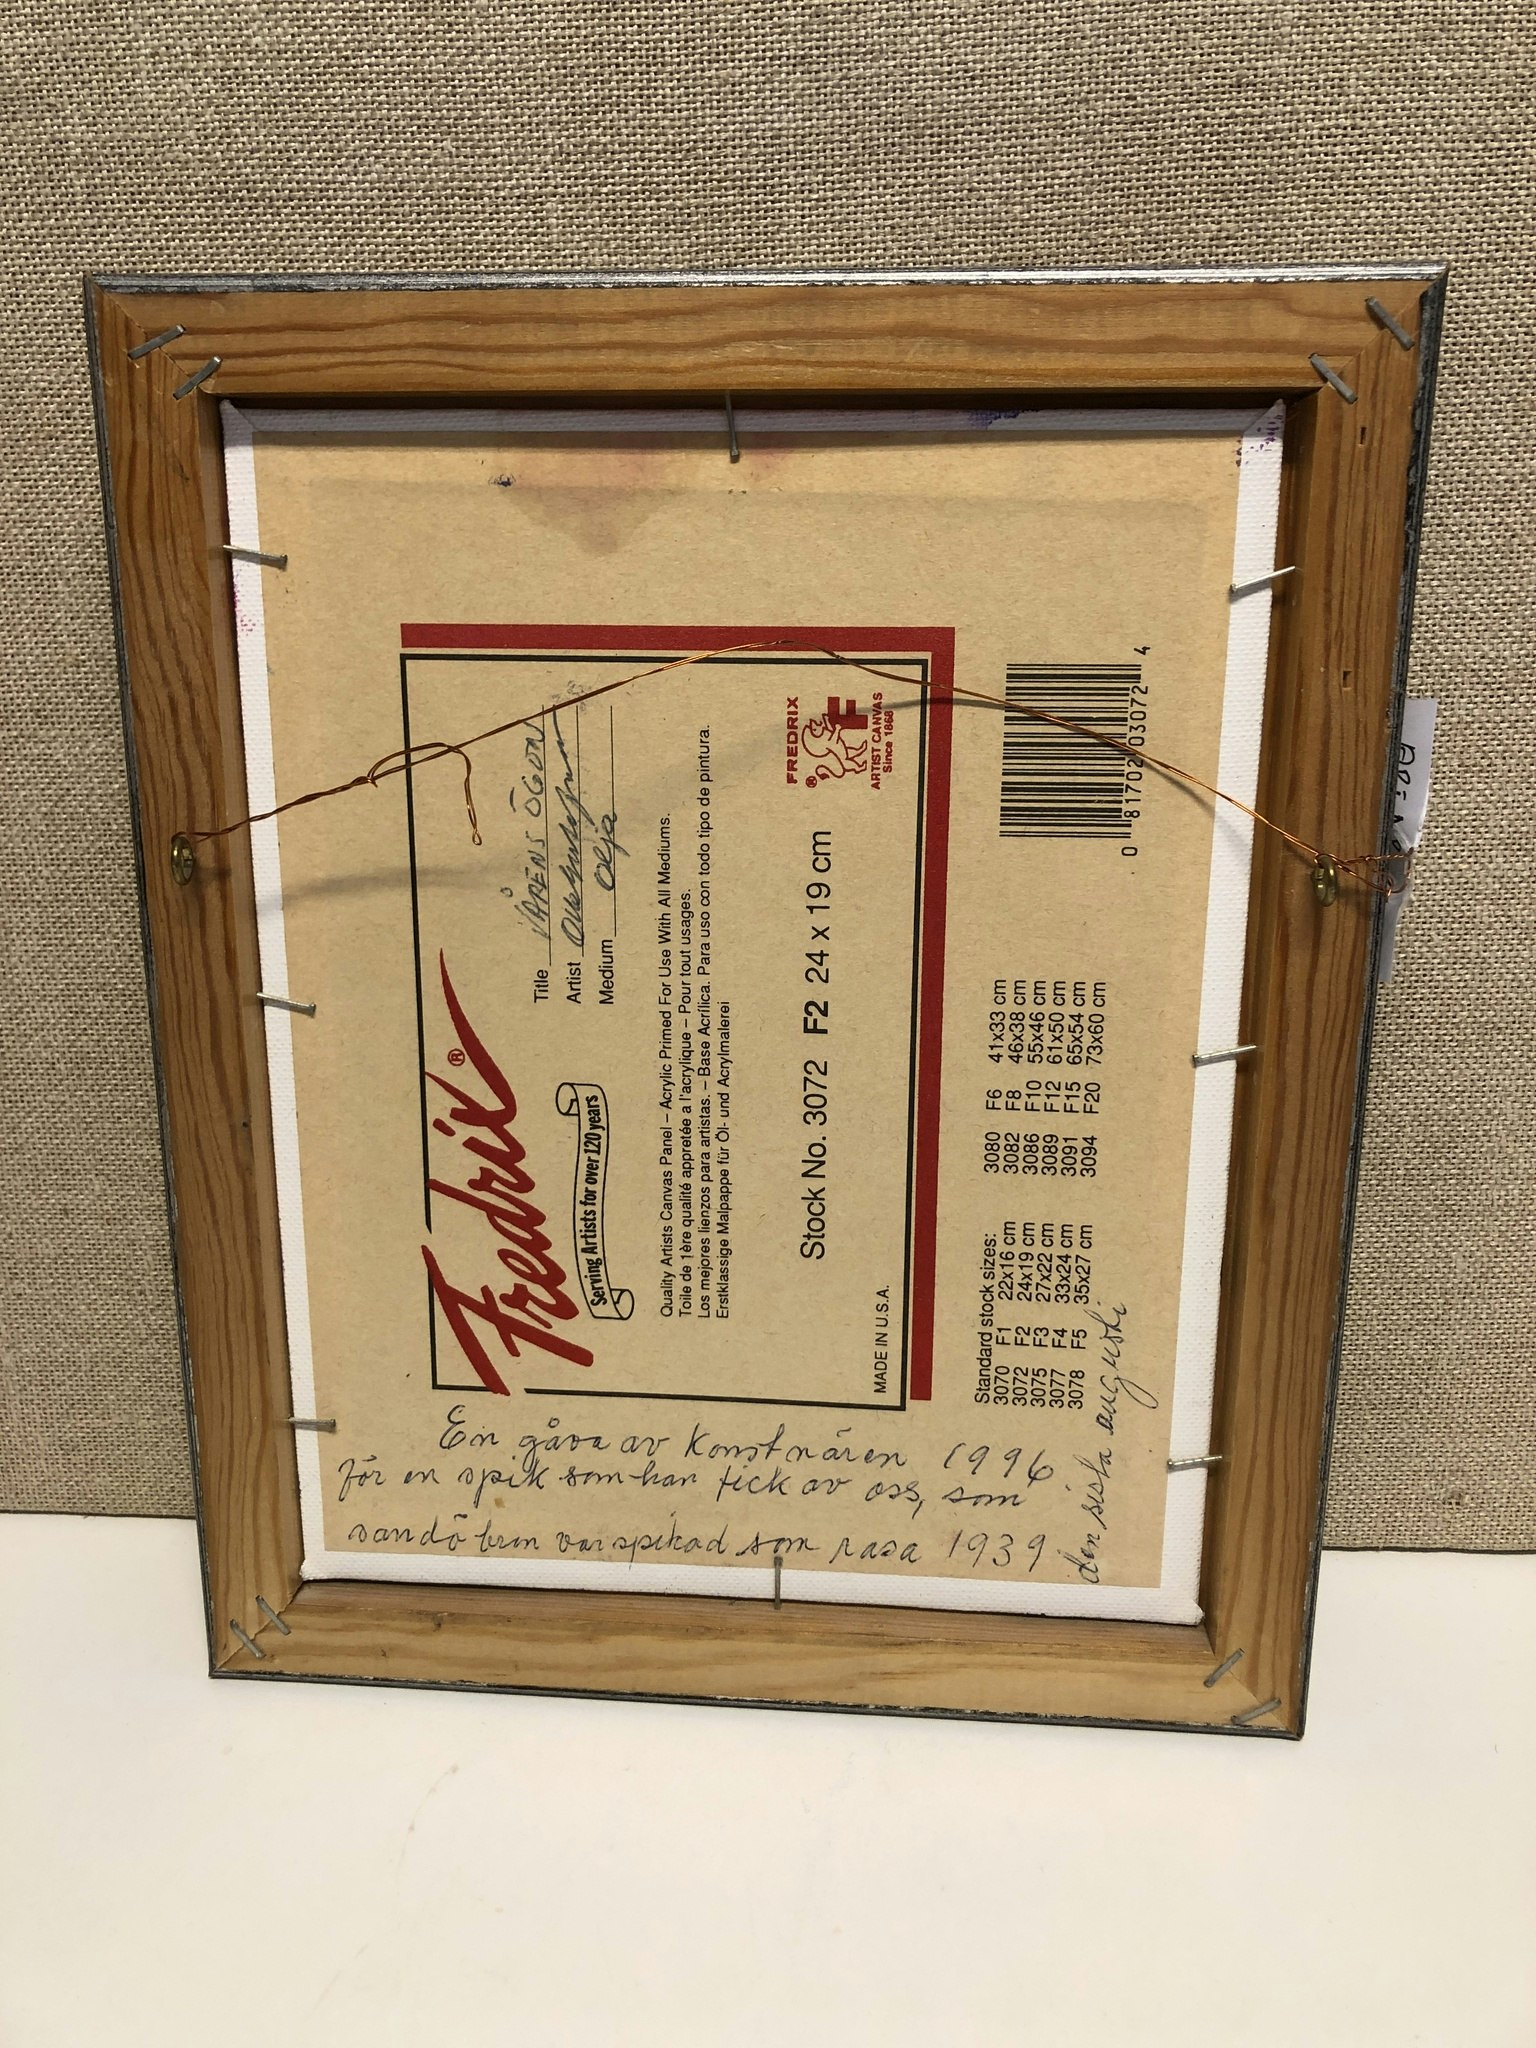 Fredrix®
Serving Artists for over 120 years
Title VÅRENS ÖGON
Artist
Medium olja
Quality Artists Canvas Panel – Acrylic Primed For Use With All Mediums.
Toile de 1ère qualité appretée a l'acrylique – Pour tout usages.
Los mejores lienzos para artistas. – Base Acrílica. Para uso con todo tipo de pintura.
Erstklassige Malpappe für Öl- und Acrylmalerei
Stock No. 3072 F2 24 x 19 cm
FREDRIX
®
F
ARTIST CANVAS
Since 1868
MADE IN U.S.A.
0 81702 03072 4
Standard stock sizes:
3070 F1 22x16 cm 3080 F6 41x33 cm
3072 F2 24x19 cm 3082 F8 46x38 cm
3075 F3 27x22 cm 3086 F10 55x46 cm
3077 F4 33x24 cm 3089 F12 61x50 cm
3078 F5 35x27 cm 3091 F15 65x54 cm
3094 F20 73x60 cm
En gåva av konstnären 1996
för en spik som han fick av oss, som
sandö bron var spikad som rasa 1939
den sista augusti